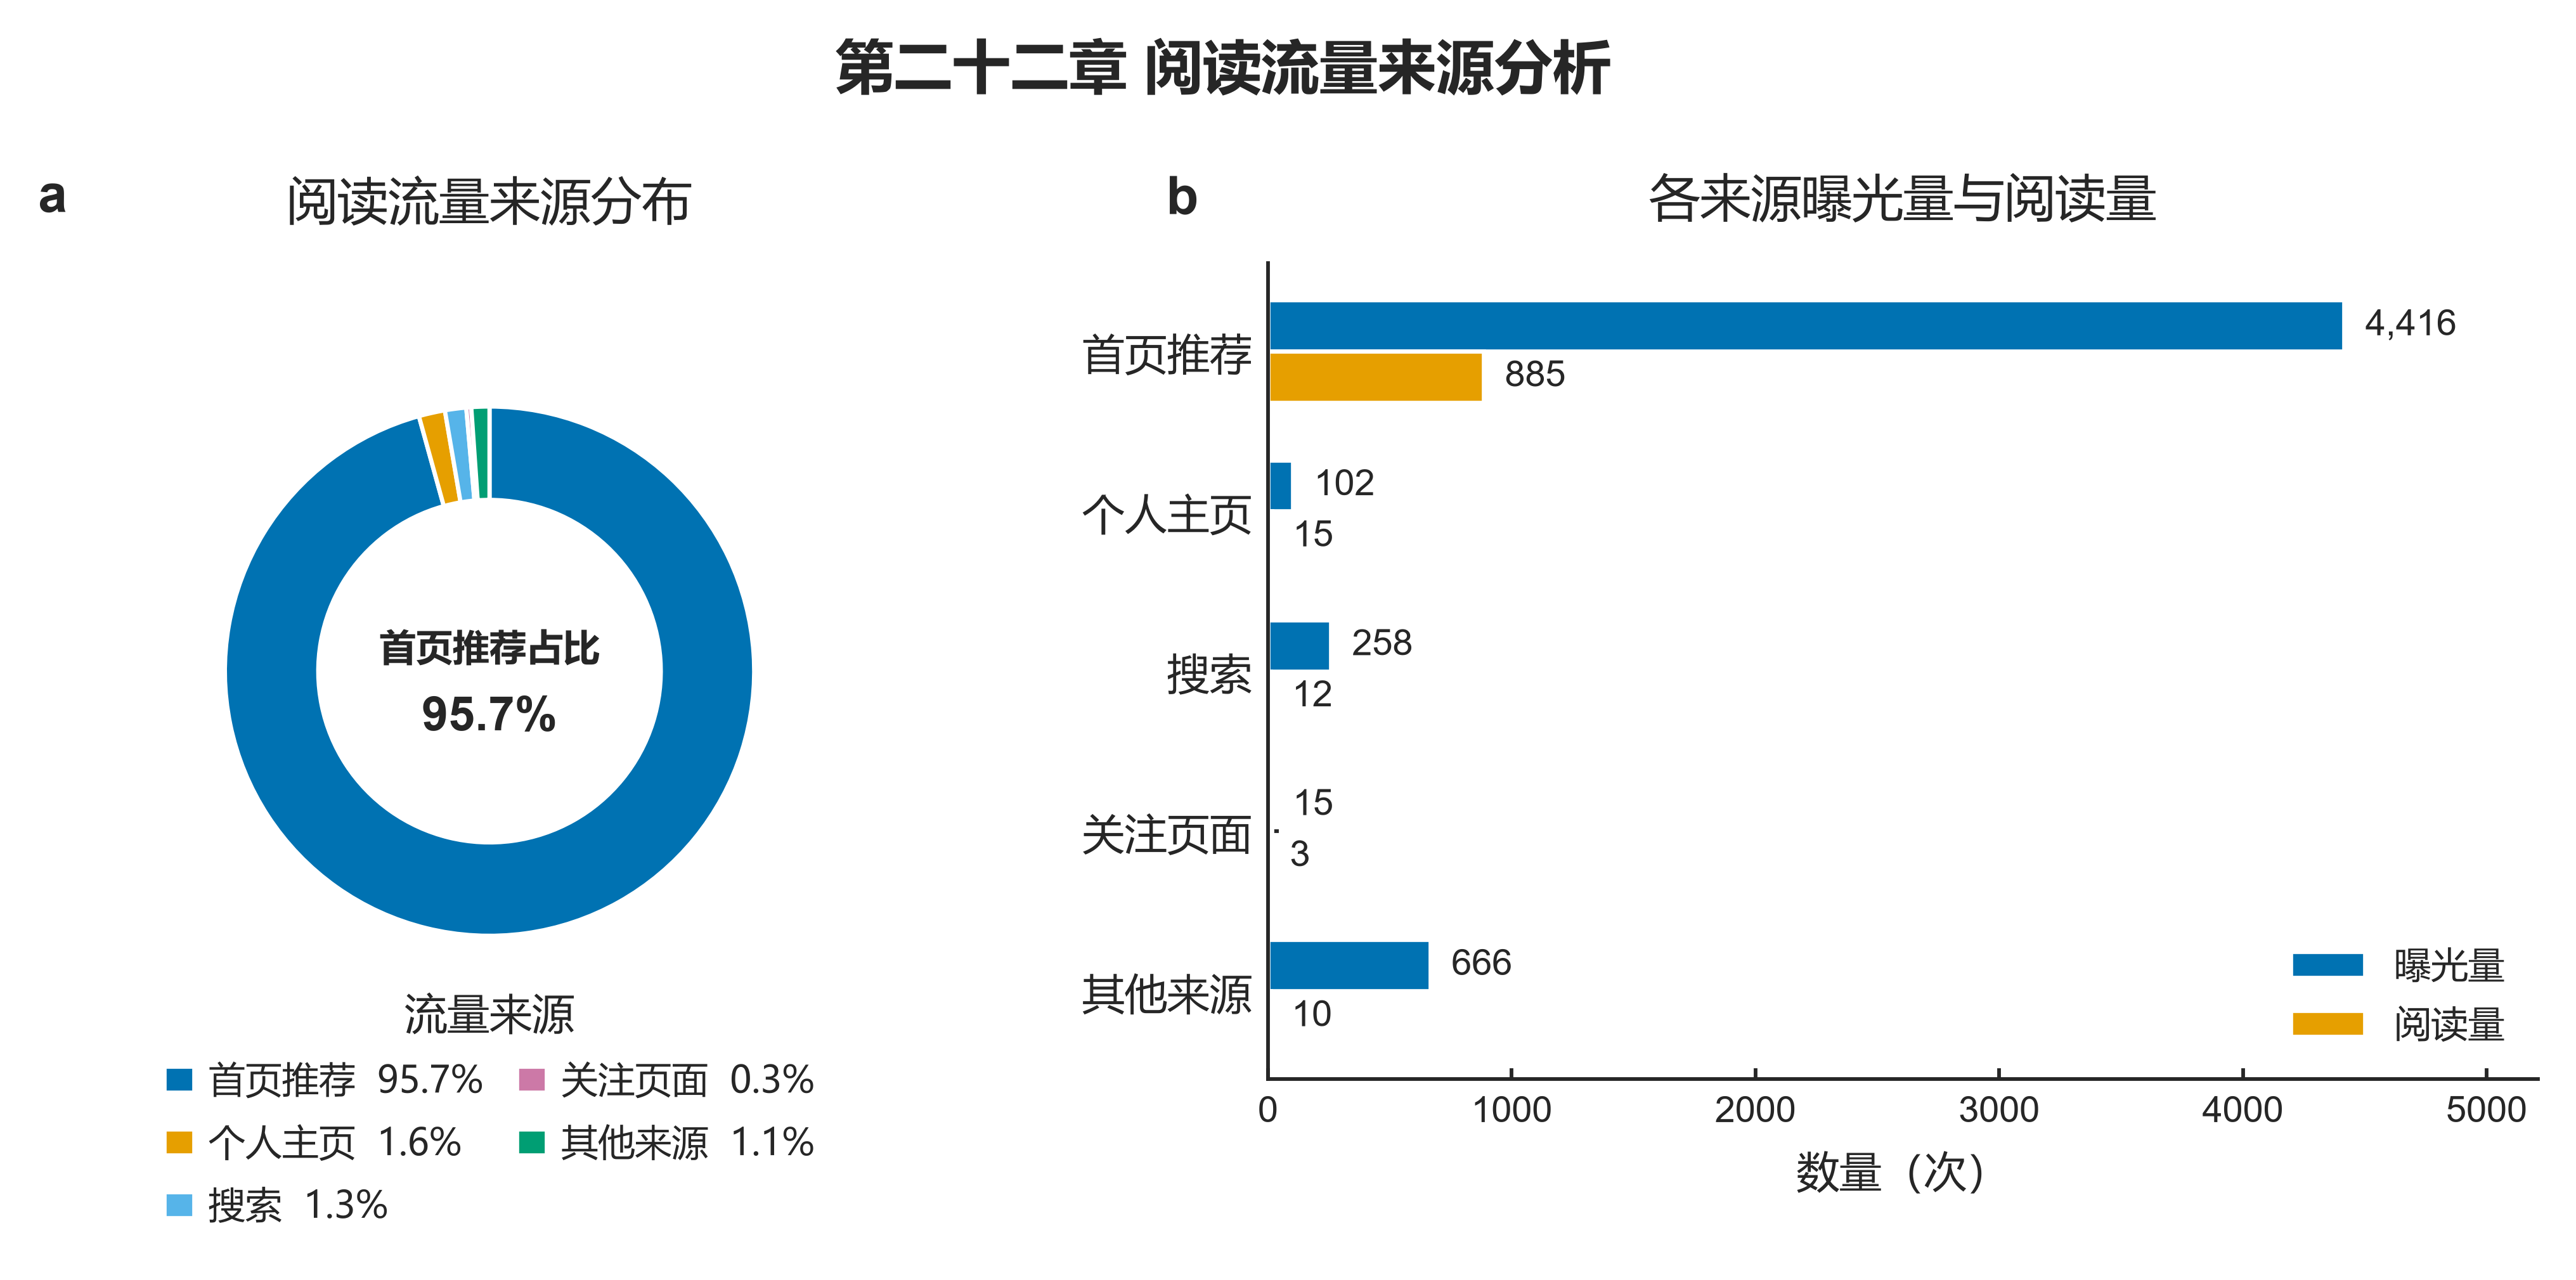 第二十二章 阅读流量来源分析
a
阅读流量来源分布
首页推荐占比
95.7%
流量来源
首页推荐 95.7%
个人主页 1.6%
搜索 1.3%
关注页面 0.3%
其他来源 1.1%
b
各来源曝光量与阅读量
首页推荐
4,416
885
个人主页
102
15
搜索
258
12
关注页面
15
3
其他来源
666
10
曝光量
阅读量
0 1000 2000 3000 4000 5000
数量（次）